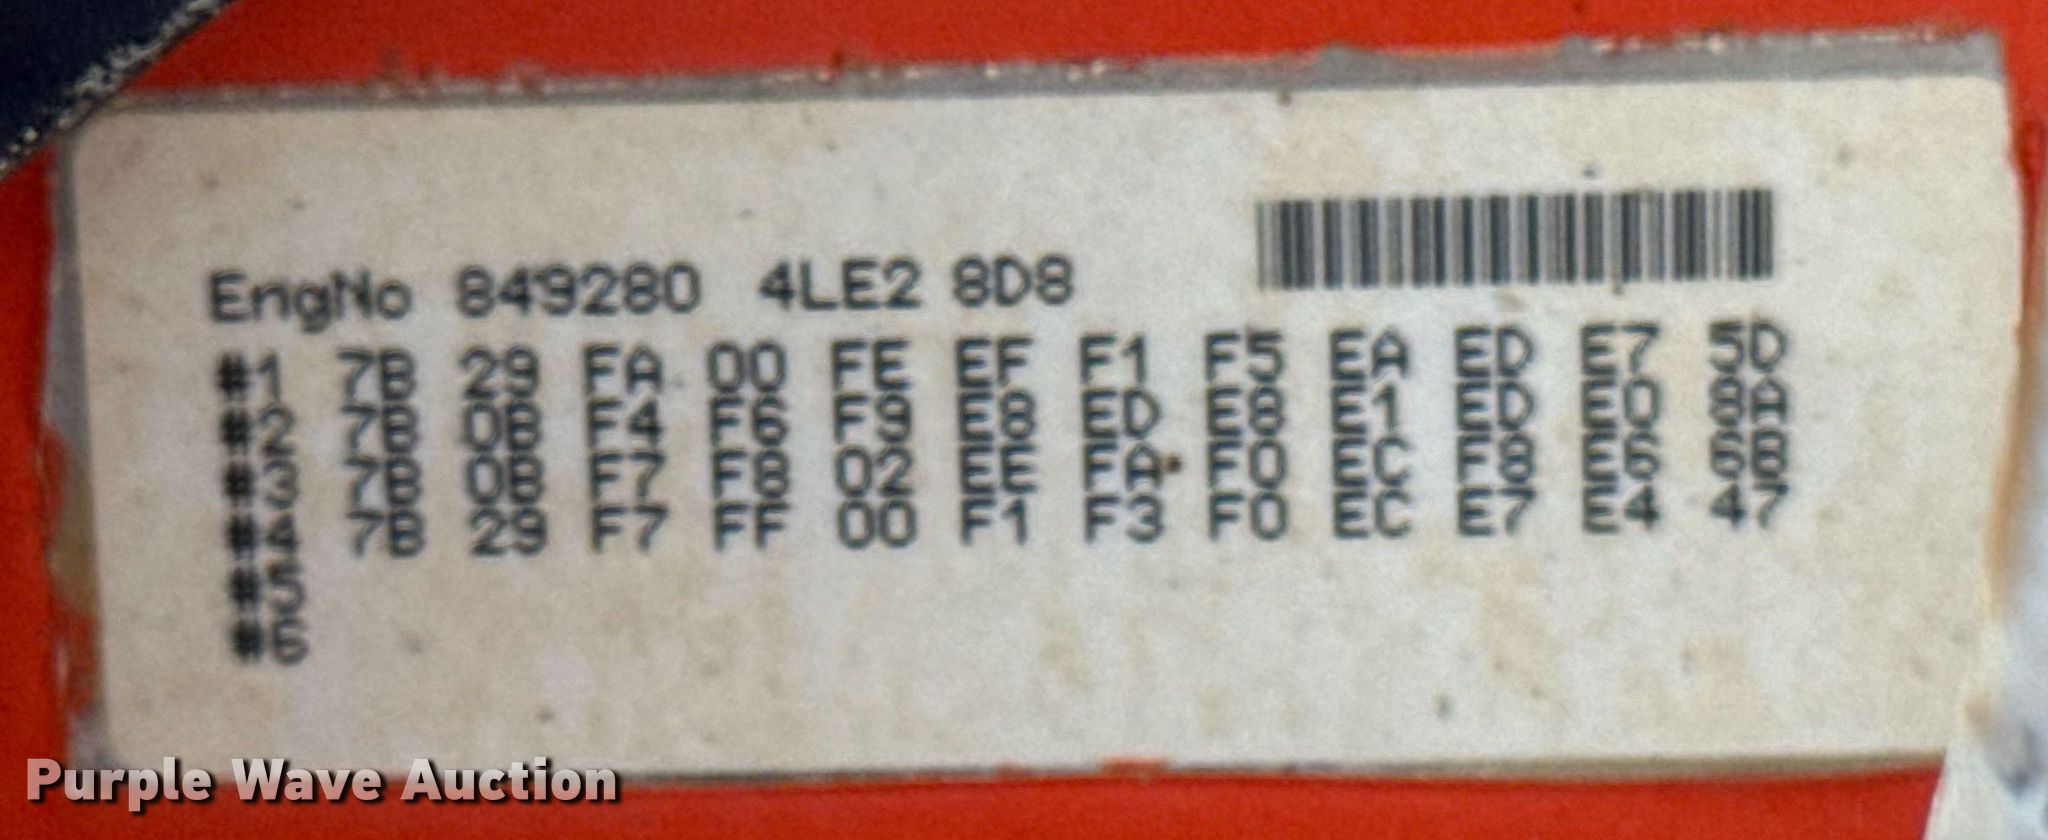 EngNo 849280 4LE2 8D8
#1 7B 29 FA 00 FE EF F1 F5 EA ED E7 5D
#2 7B 0B F4 F6 F9 E8 ED E8 E1 ED E0 8A
#3 7B 0B F7 F8 02 EE FA F0 EC F8 E6 6B
#4 7B 29 F7 FF 00 F1 F3 F0 EC E7 E4 47
#5
#6
Purple Wave Auction